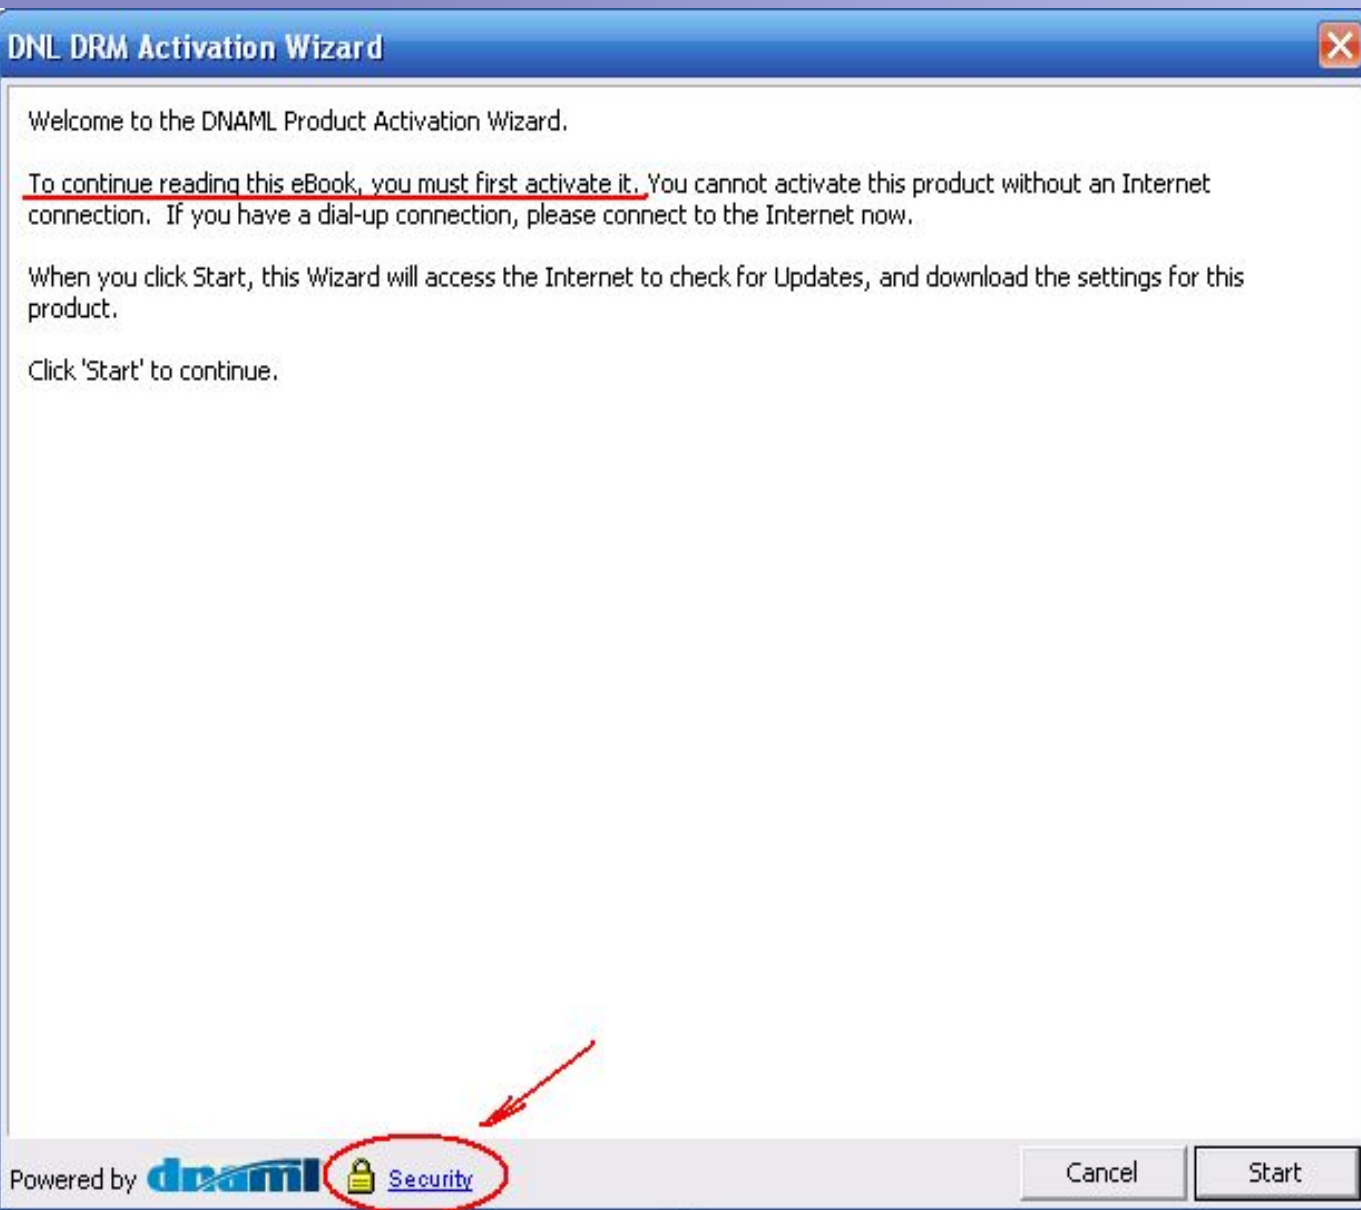 DNL DRM Activation Wizard
Welcome to the DNAML Product Activation Wizard.
To continue reading this eBook, you must first activate it. You cannot activate this product without an Internet
connection.  If you have a dial-up connection, please connect to the Internet now.
When you click Start, this Wizard will access the Internet to check for Updates, and download the settings for this
product.
Click 'Start' to continue.
Powered by dnaml Security Cancel Start